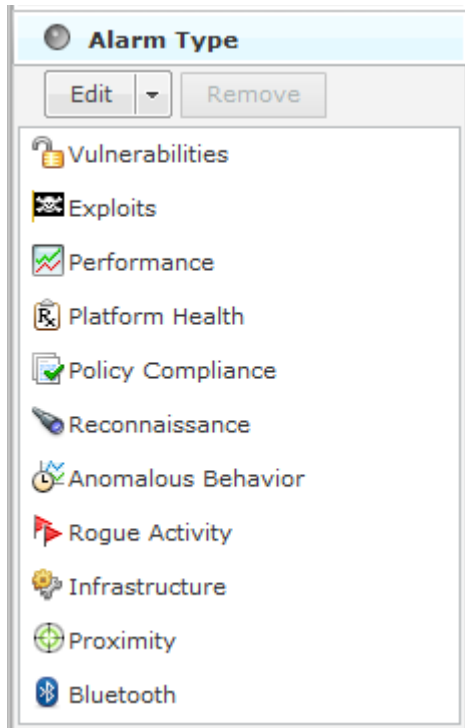 Alarm Type
Edit Remove
Vulnerabilities
Exploits
Performance
Platform Health
Policy Compliance
Reconnaissance
Anomalous Behavior
Rogue Activity
Infrastructure
Proximity
Bluetooth